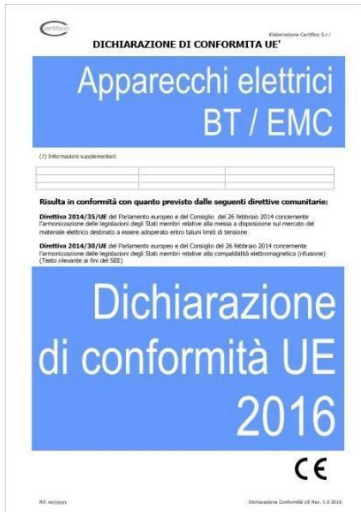 Certifico
Elaborazione Certifico S.r.l
DICHIARAZIONE DI CONFORMITA UE¹
Apparecchi elettrici
BT / EMC
(7) Informazioni supplementari:
Risulta in conformità con quanto previsto dalle seguenti direttive comunitarie:
Direttiva 2014/35/UE del Parlamento europeo e del Consiglio del 26 febbraio 2014 concernente
l'armonizzazione delle legislazioni degli Stati membri relative alla messa a disposizione sul mercato del
materiale elettrico destinato a essere adoperato entro taluni limiti di tensione
Direttiva 2014/30/UE del Parlamento europeo e del Consiglio del 26 febbraio 2014 concernente
l'armonizzazione delle legislazioni degli Stati membri relative alla compatibilità elettromagnetica (rifusione)
(Testo rilevante ai fini del SEE)
Dichiarazione
di conformità UE
2016
CE
Dichiarazione Conformità UE Rev. 1.0 2016